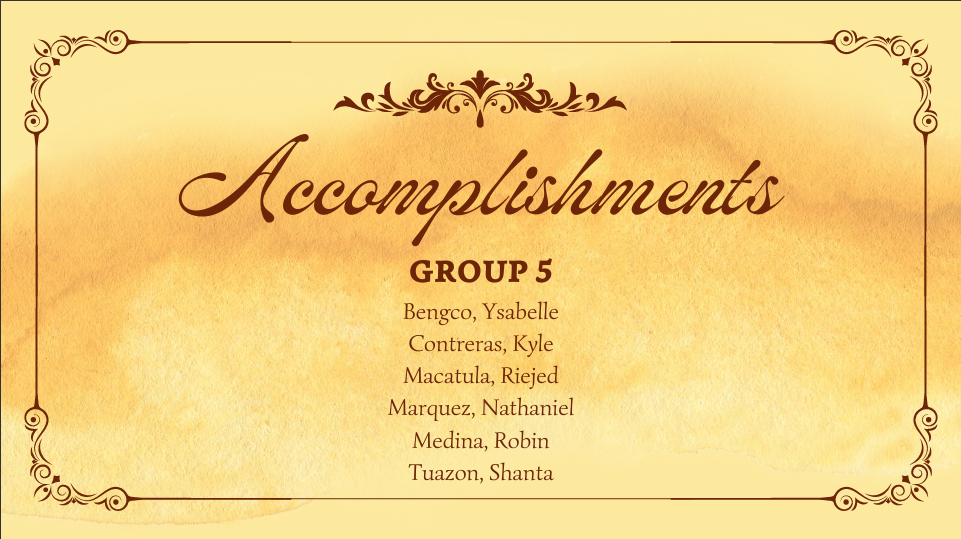 Accomplishments
GROUP 5
Bengco, Ysabelle
Contreras, Kyle
Macatula, Riejed
Marquez, Nathaniel
Medina, Robin
Tuazon, Shanta